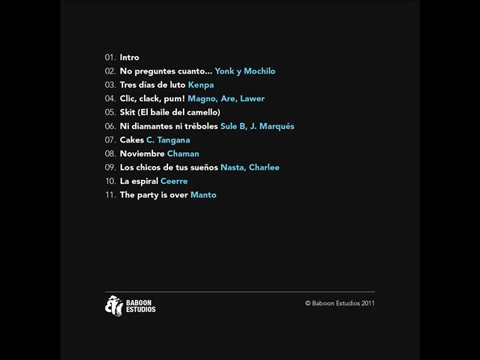 01. Intro
02. No preguntes cuanto... Yonk y Mochilo
03. Tres días de luto Kenpa
04. Clic, clack, pum! Magno, Are, Lawer
05. Skit (El baile del camello)
06. Ni diamantes ni tréboles Sule B, J. Marqués
07. Cakes C. Tangana
08. Noviembre Chaman
09. Los chicos de tus sueños Nasta, Charlee
10. La espiral Ceerre
11. The party is over Manto
BABOON
ESTUDIOS
© Baboon Estudios 2011